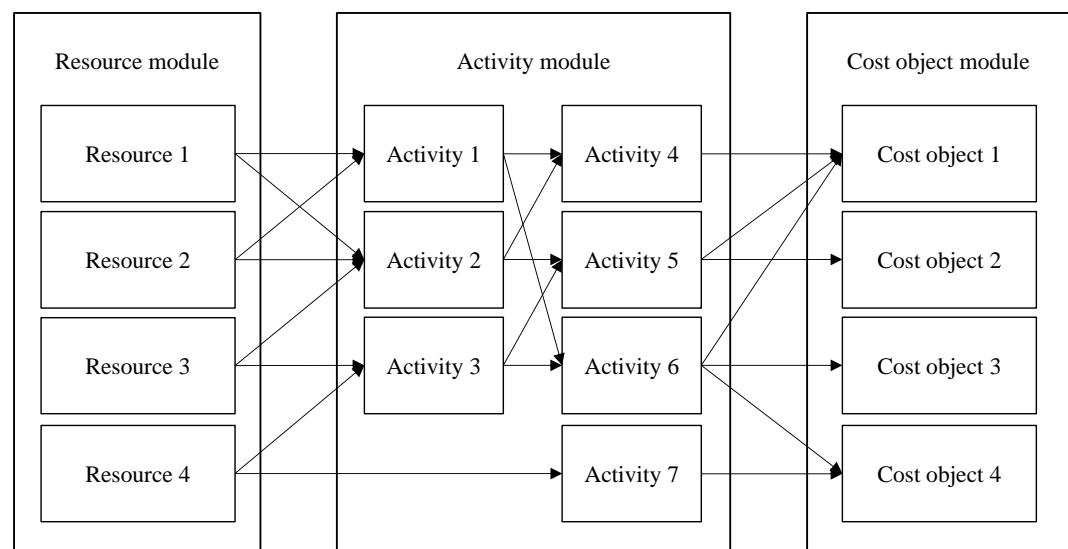 Resource module
Activity module
Cost object module
Resource 1
Activity 1
Activity 4
Cost object 1
Resource 2
Activity 2
Activity 5
Cost object 2
Resource 3
Activity 3
Activity 6
Cost object 3
Resource 4
Activity 7
Cost object 4